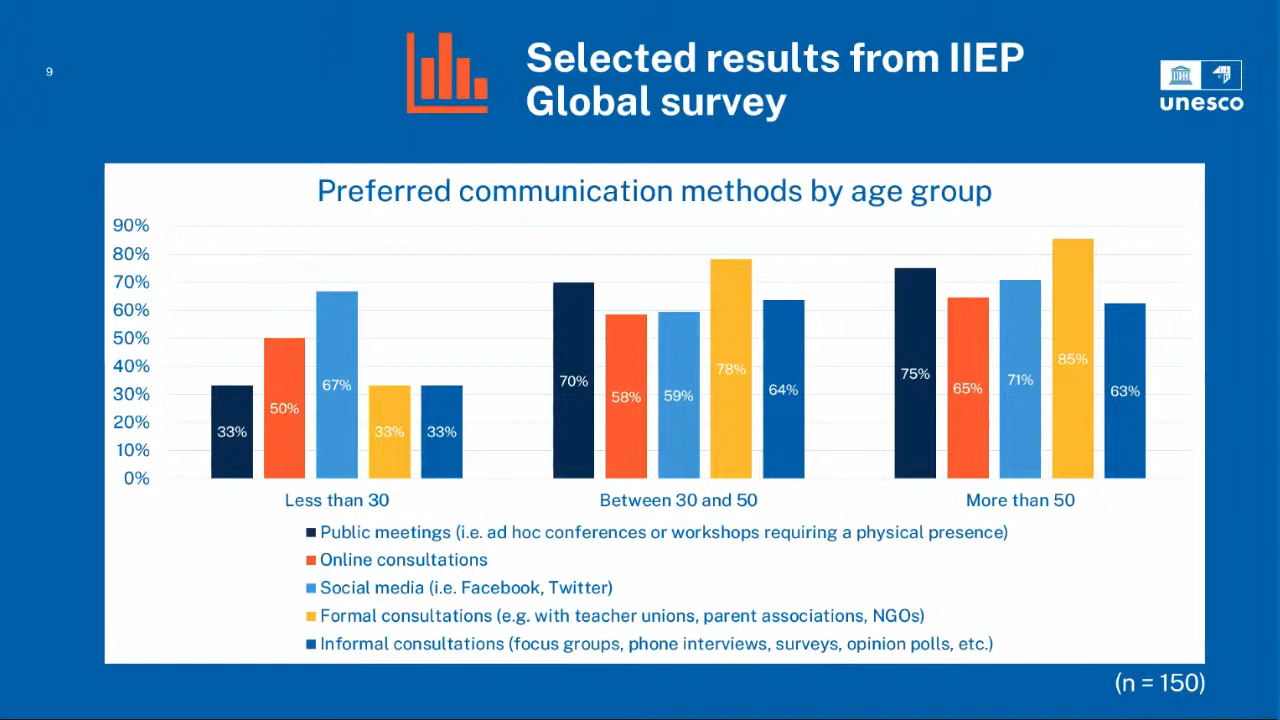 9
Selected results from IIEP
Global survey
unesco
Preferred communication methods by age group
90%
80%
70%
60%
50%
40%
30%
20%
10%
0%
33%
50%
67%
33%
33%
70%
58%
59%
78%
64%
75%
65%
71%
85%
63%
Less than 30
Between 30 and 50
More than 50
Public meetings (i.e. ad hoc conferences or workshops requiring a physical presence)
Online consultations
Social media (i.e. Facebook, Twitter)
Formal consultations (e.g. with teacher unions, parent associations, NGOs)
Informal consultations (focus groups, phone interviews, surveys, opinion polls, etc.)
(n = 150)